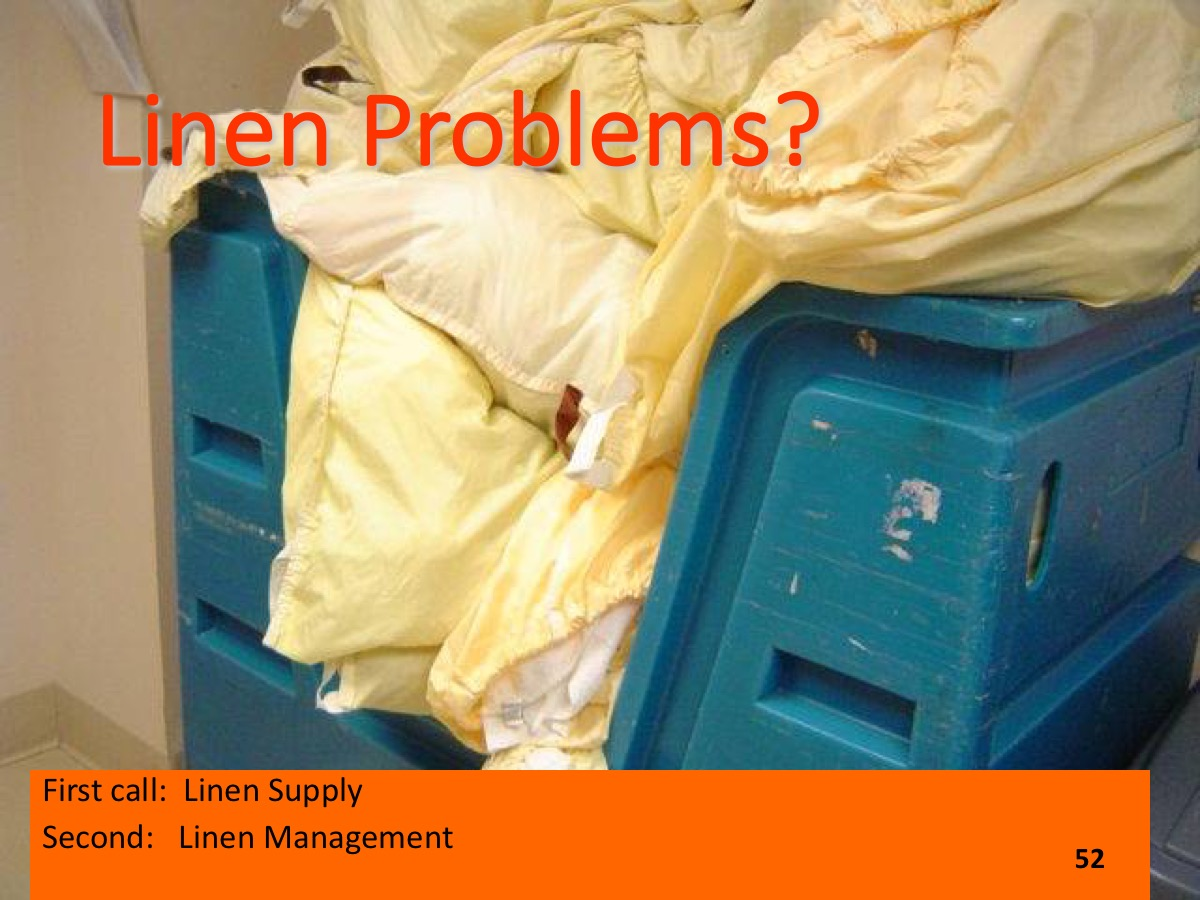 Linen Problems?
First call:  Linen Supply
Second:   Linen Management
52